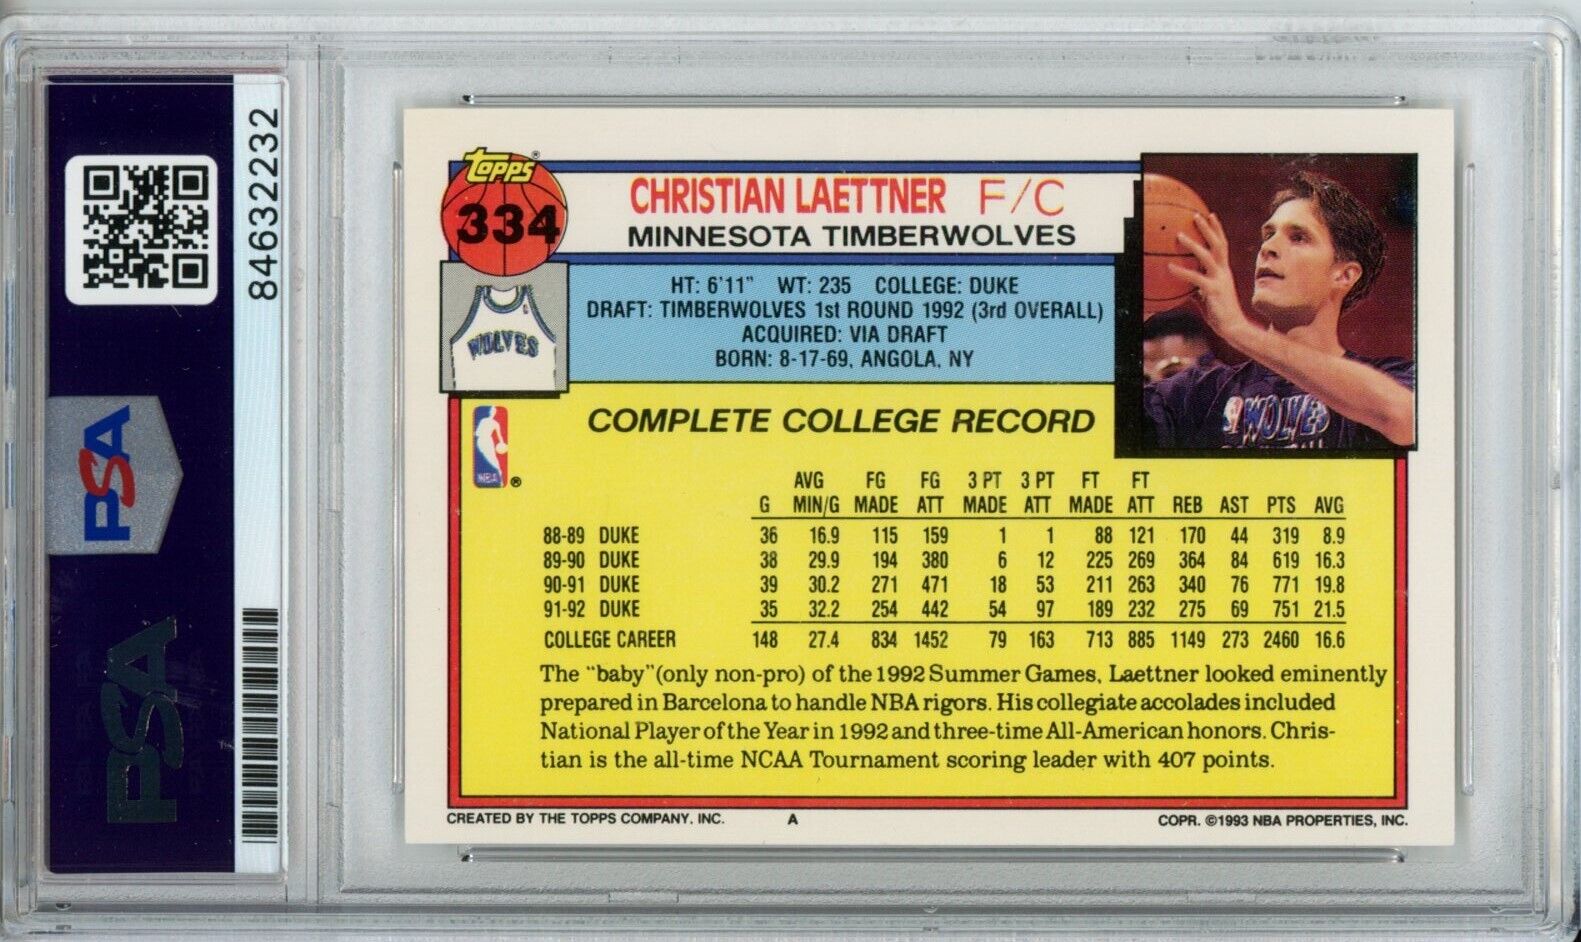 84632232
PSA
PSA
Topps
334
CHRISTIAN LAETTNER F/C
MINNESOTA TIMBERWOLVES
WOLVES
HT: 6'11" WT: 235 COLLEGE: DUKE
DRAFT: TIMBERWOLVES 1st ROUND 1992 (3rd OVERALL)
ACQUIRED: VIA DRAFT
BORN: 8-17-69, ANGOLA, NY
WOLVES
NBA ®
COMPLETE COLLEGE RECORD
AVG FG FG 3 PT 3 PT FT FT
G MIN/G MADE ATT MADE ATT MADE ATT REB AST PTS AVG
88-89 DUKE 36 16.9 115 159 1 1 88 121 170 44 319 8.9
89-90 DUKE 38 29.9 194 380 6 12 225 269 364 84 619 16.3
90-91 DUKE 39 30.2 271 471 18 53 211 263 340 76 771 19.8
91-92 DUKE 35 32.2 254 442 54 97 189 232 275 69 751 21.5
COLLEGE CAREER 148 27.4 834 1452 79 163 713 885 1149 273 2460 16.6
The "baby"(only non-pro) of the 1992 Summer Games, Laettner looked eminently
prepared in Barcelona to handle NBA rigors. His collegiate accolades included
National Player of the Year in 1992 and three-time All-American honors. Chris-
tian is the all-time NCAA Tournament scoring leader with 407 points.
CREATED BY THE TOPPS COMPANY, INC. A COPR. ©1993 NBA PROPERTIES, INC.